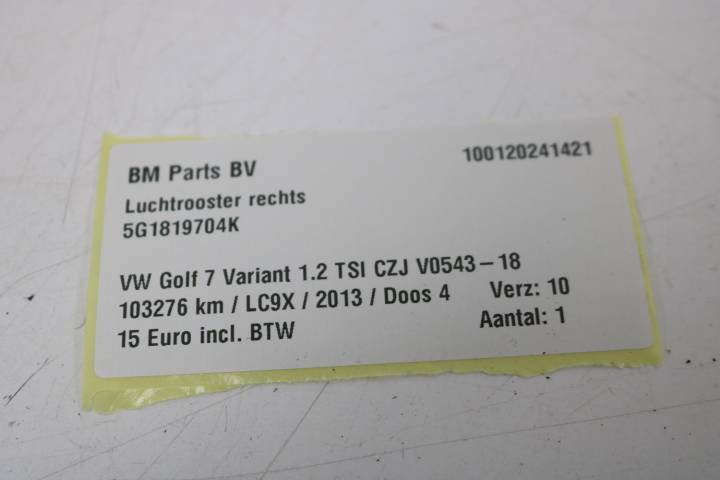 BM Parts BV 100120241421
Luchtrooster rechts
5G1819704K
VW Golf 7 Variant 1.2 TSI CZJ V0543-18
103276 km / LC9X / 2013 / Doos 4 Verz: 10
15 Euro incl. BTW Aantal: 1